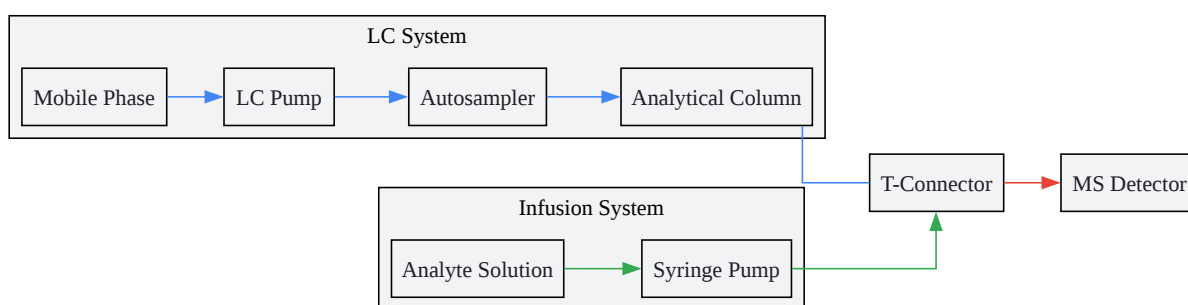 LC System
Mobile Phase
LC Pump
Autosampler
Analytical Column
T-Connector
MS Detector
Infusion System
Analyte Solution
Syringe Pump